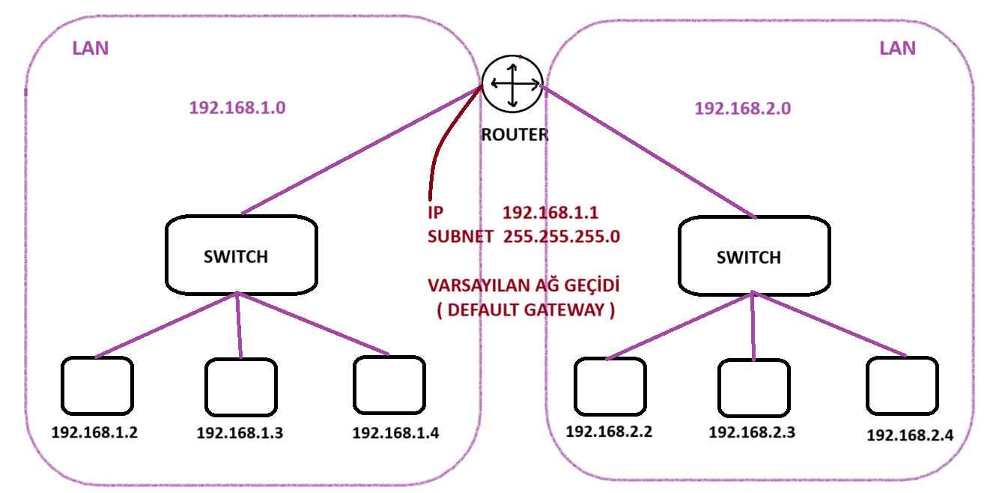 LAN
LAN
192.168.1.0
192.168.2.0
ROUTER
IP 192.168.1.1
SUBNET 255.255.255.0
SWITCH
SWITCH
VARSAYILAN AĞ GEÇİDİ
( DEFAULT GATEWAY )
192.168.1.2
192.168.1.3
192.168.1.4
192.168.2.2
192.168.2.3
192.168.2.4